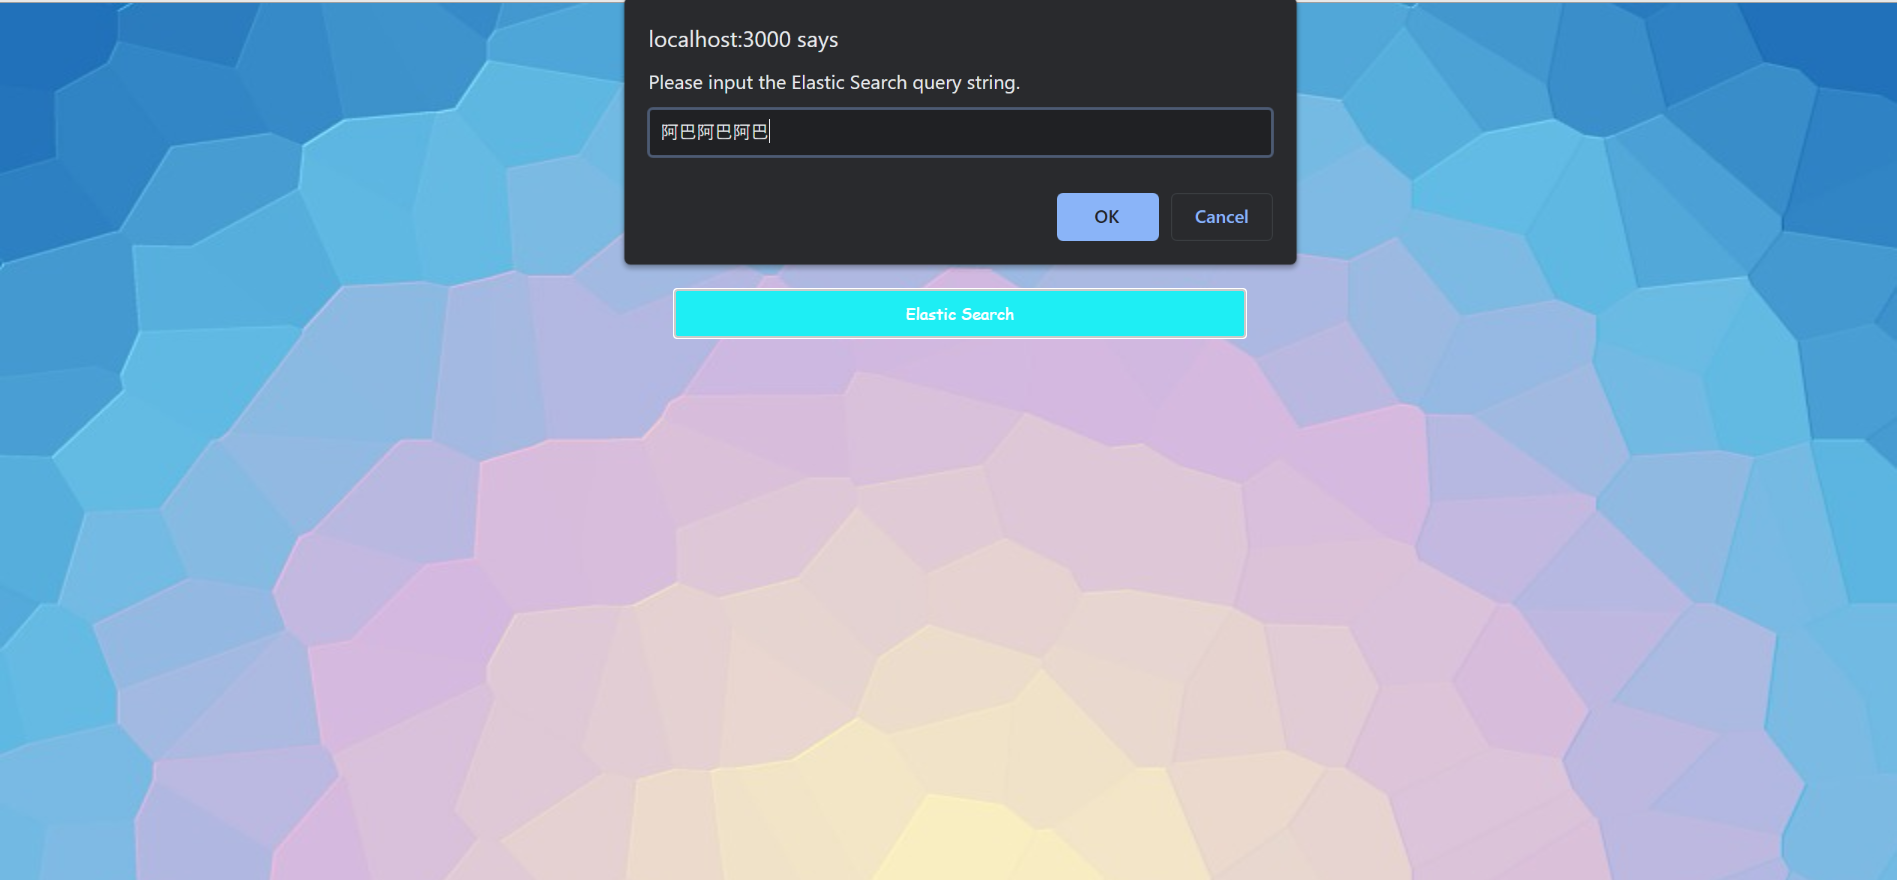 localhost:3000 says
Please input the Elastic Search query string.
阿巴阿巴阿巴
OK Cancel
Elastic Search